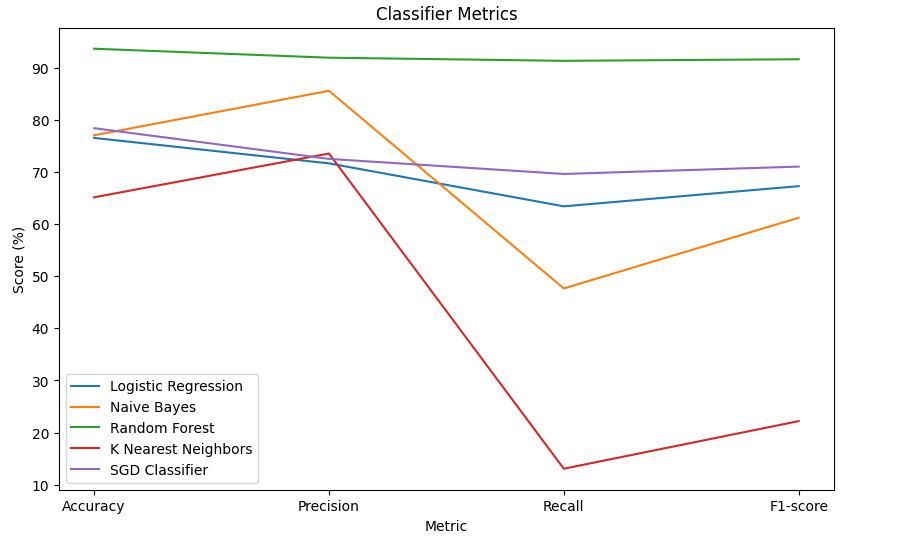 Classifier Metrics
Score (%)
90
80
70
60
50
40
30
20
10
Logistic Regression
Naive Bayes
Random Forest
K Nearest Neighbors
SGD Classifier
Accuracy Precision Recall F1-score
Metric